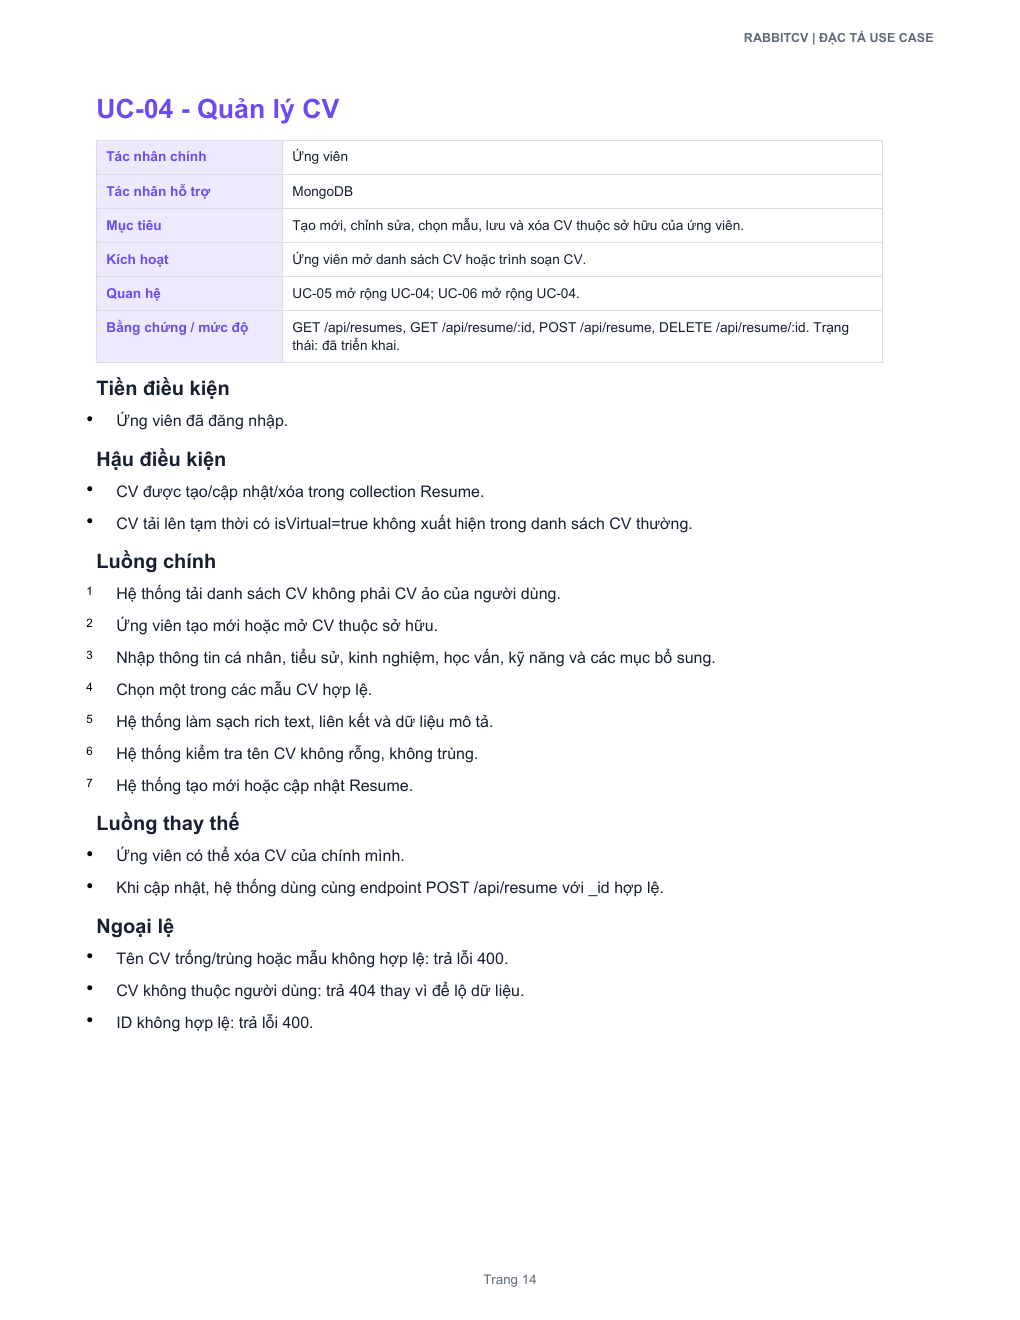 RABBITCV | ĐẶC TẢ USE CASE
UC-04 - Quản lý CV
Tác nhân chính
Ứng viên
Tác nhân hỗ trợ
MongoDB
Mục tiêu
Tạo mới, chỉnh sửa, chọn mẫu, lưu và xóa CV thuộc sở hữu của ứng viên.
Kích hoạt
Ứng viên mở danh sách CV hoặc trình soạn CV.
Quan hệ
UC-05 mở rộng UC-04; UC-06 mở rộng UC-04.
Bằng chứng / mức độ
GET /api/resumes, GET /api/resume/:id, POST /api/resume, DELETE /api/resume/:id. Trạng
thái: đã triển khai.
Tiền điều kiện
• Ứng viên đã đăng nhập.
Hậu điều kiện
• CV được tạo/cập nhật/xóa trong collection Resume.
• CV tải lên tạm thời có isVirtual=true không xuất hiện trong danh sách CV thường.
Luồng chính
1 Hệ thống tải danh sách CV không phải CV ảo của người dùng.
2 Ứng viên tạo mới hoặc mở CV thuộc sở hữu.
3 Nhập thông tin cá nhân, tiểu sử, kinh nghiệm, học vấn, kỹ năng và các mục bổ sung.
4 Chọn một trong các mẫu CV hợp lệ.
5 Hệ thống làm sạch rich text, liên kết và dữ liệu mô tả.
6 Hệ thống kiểm tra tên CV không rỗng, không trùng.
7 Hệ thống tạo mới hoặc cập nhật Resume.
Luồng thay thế
• Ứng viên có thể xóa CV của chính mình.
• Khi cập nhật, hệ thống dùng cùng endpoint POST /api/resume với _id hợp lệ.
Ngoại lệ
• Tên CV trống/trùng hoặc mẫu không hợp lệ: trả lỗi 400.
• CV không thuộc người dùng: trả 404 thay vì để lộ dữ liệu.
• ID không hợp lệ: trả lỗi 400.
Trang 14